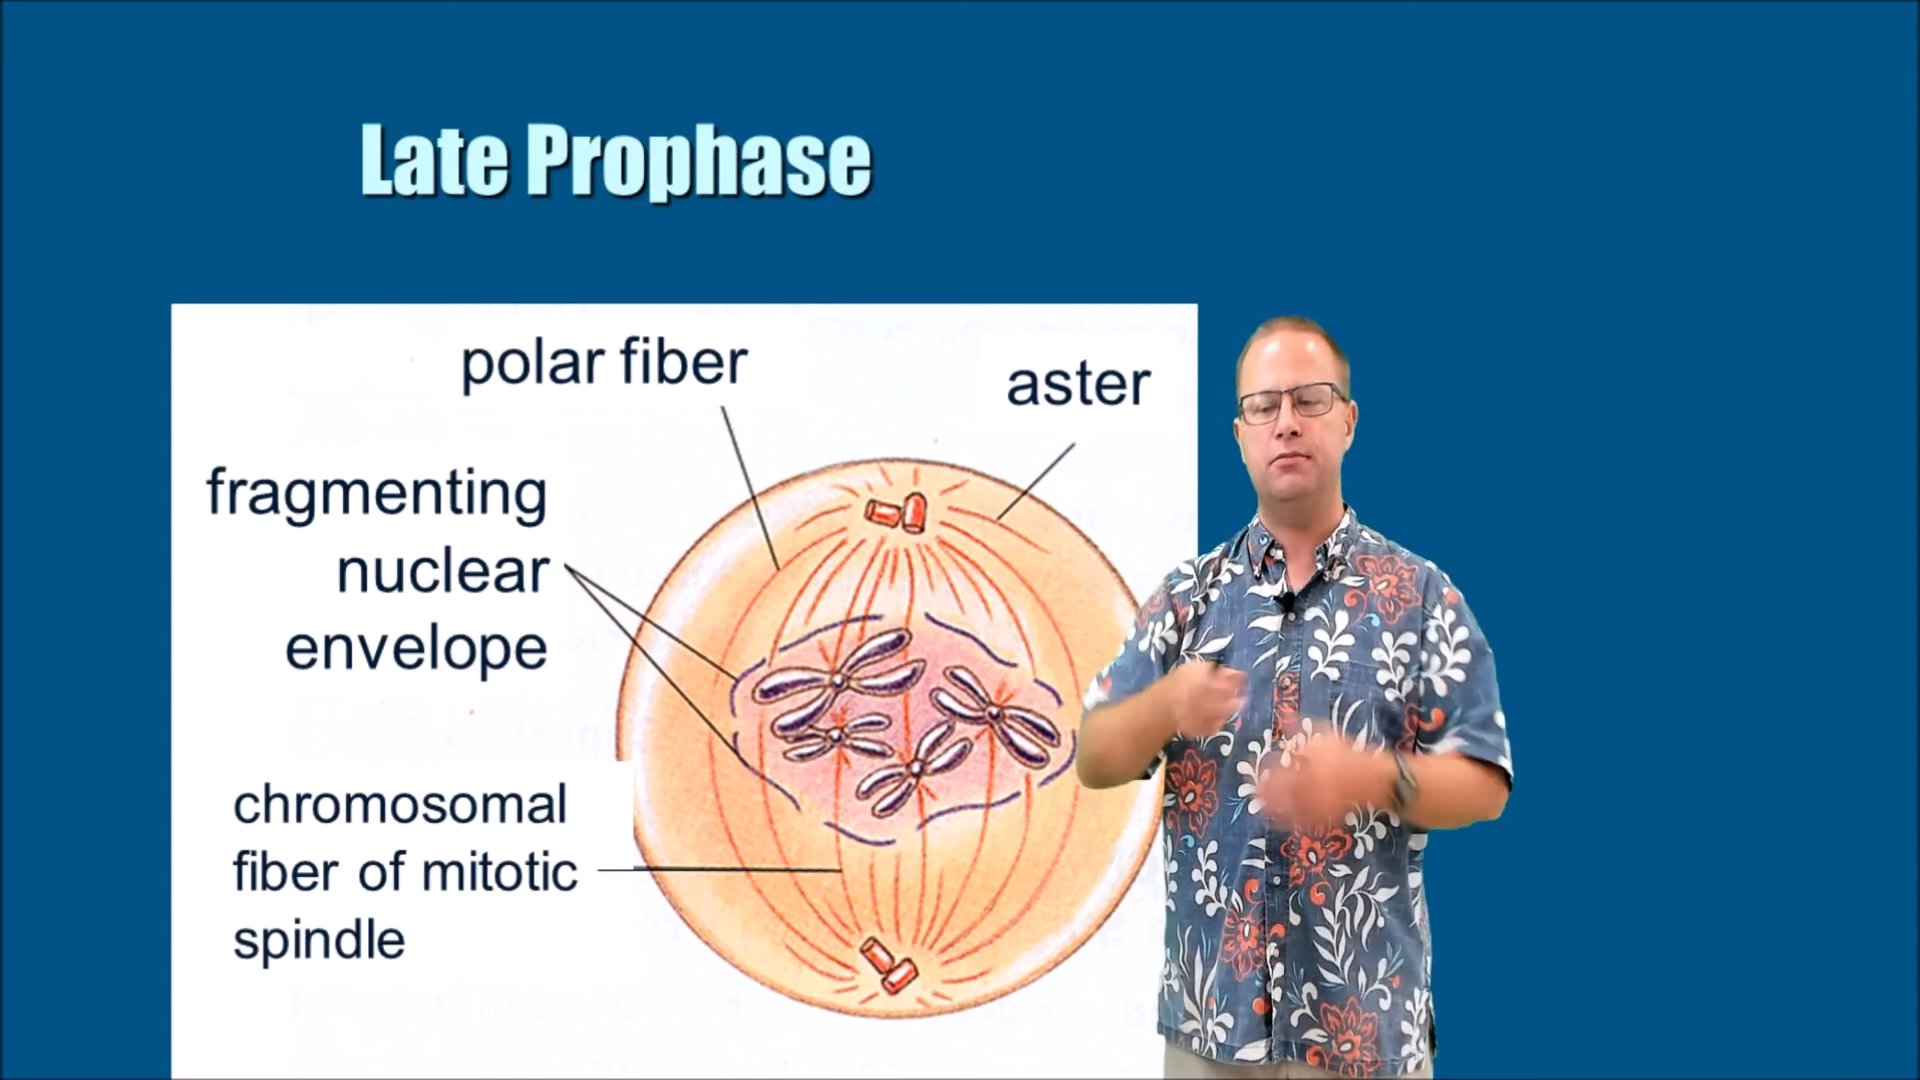 Late Prophase
polar fiber
aster
fragmenting
nuclear
envelope
chromosomal
fiber of mitotic
spindle